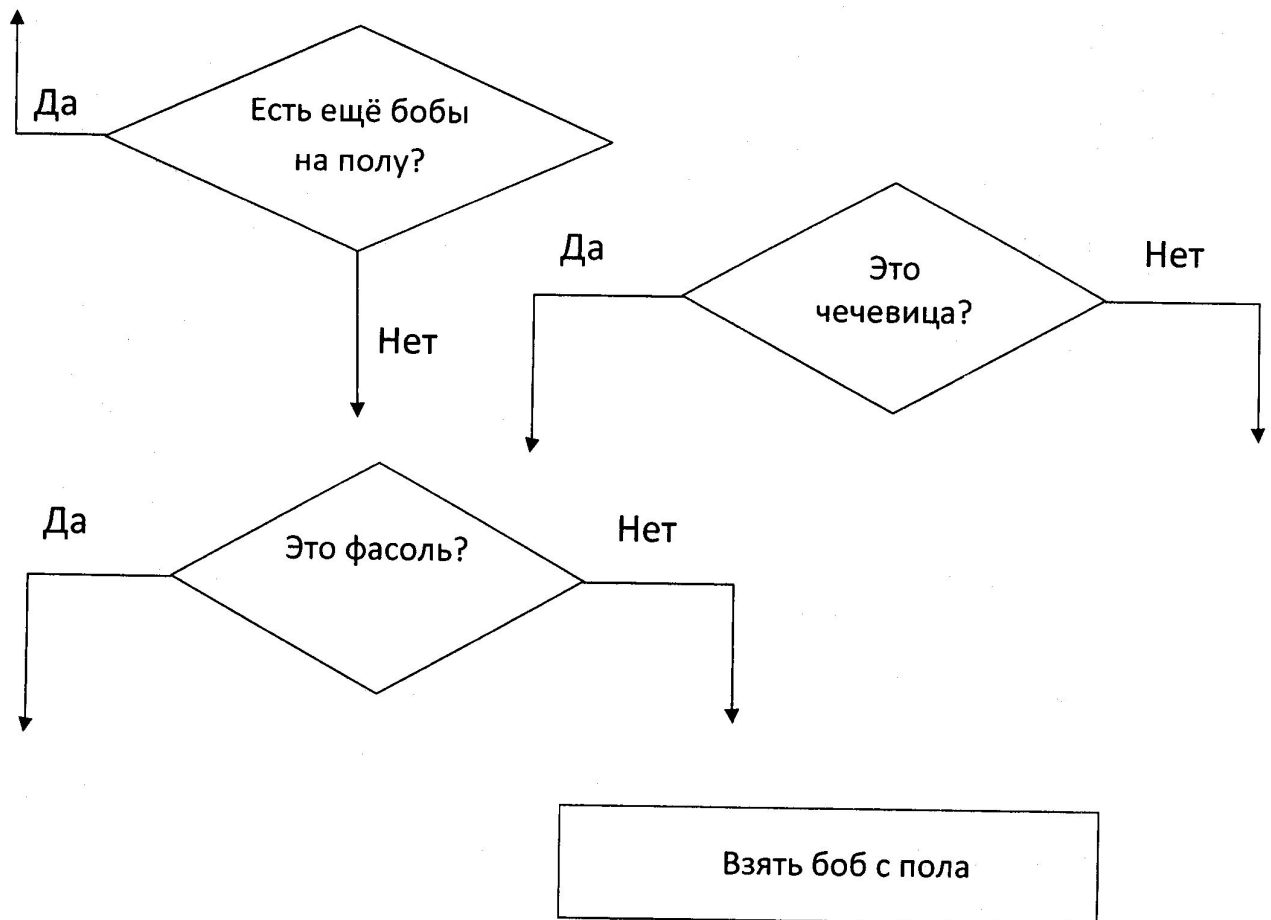 Да
Есть ещё бобы
на полу?
Нет
Да
Это
чечевица?
Нет
Да
Это фасоль?
Нет
Взять боб с пола